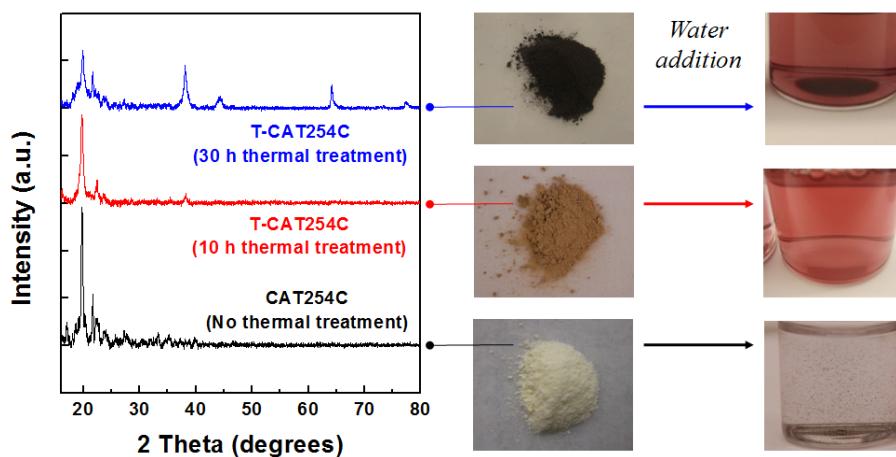 Water
addition
T-CAT254C
(30 h thermal treatment)
T-CAT254C
(10 h thermal treatment)
CAT254C
(No thermal treatment)
Intensity (a.u.)
20 30 40 50 60 70 80
2 Theta (degrees)